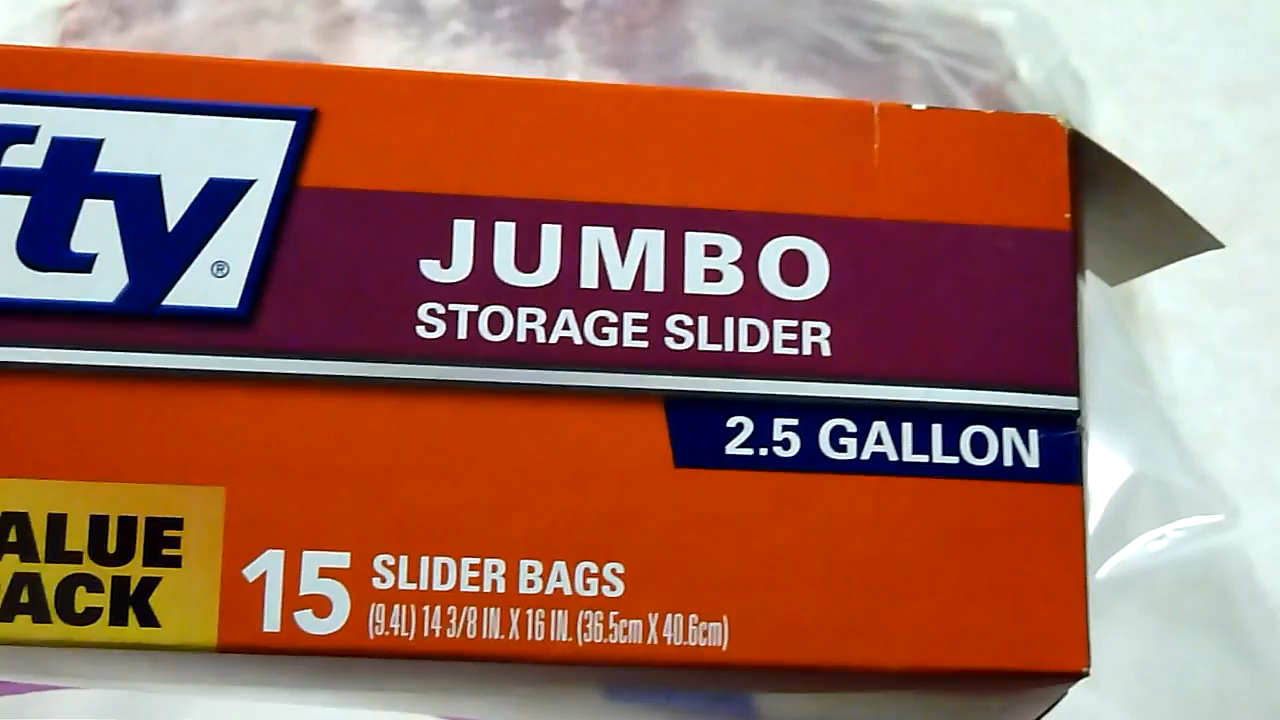 fty®
JUMBO
STORAGE SLIDER
2.5 GALLON
ALUE
ACK
15 SLIDER BAGS
(9.4L) 14 3/8 IN. X 16 IN. (36.5cm X 40.6cm)